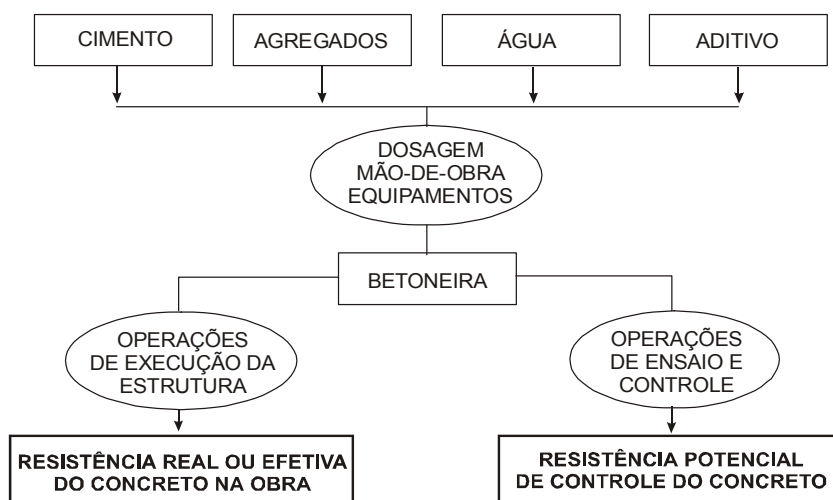 CIMENTO
AGREGADOS
ÁGUA
ADITIVO
DOSAGEM
MÃO-DE-OBRA
EQUIPAMENTOS
BETONEIRA
OPERAÇÕES
DE EXECUÇÃO DA
ESTRUTURA
OPERAÇÕES
DE ENSAIO E
CONTROLE
RESISTÊNCIA REAL OU EFETIVA
DO CONCRETO NA OBRA
RESISTÊNCIA POTENCIAL
DE CONTROLE DO CONCRETO